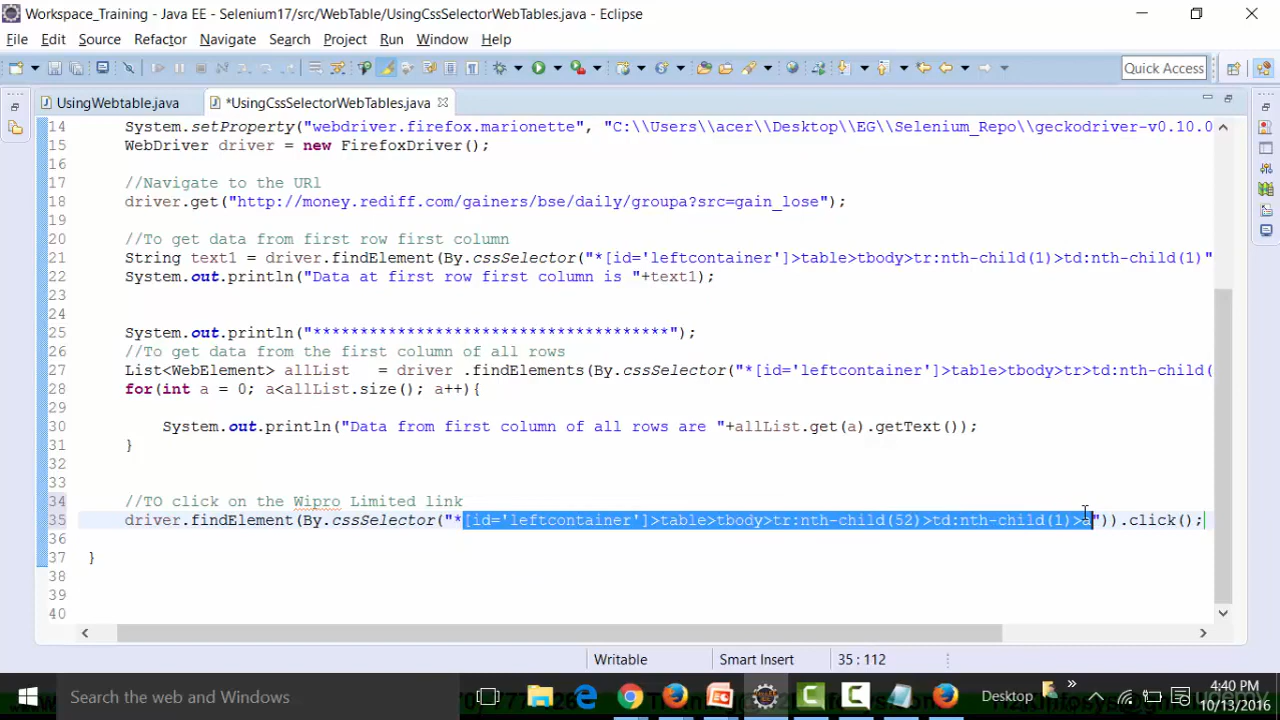 Workspace_Training - Java EE - Selenium17/src/WebTable/UsingCssSelectorWebTables.java - Eclipse
File Edit Source Refactor Navigate Search Project Run Window Help
Quick Access
UsingWebtable.java *UsingCssSelectorWebTables.java
14 System.setProperty("webdriver.firefox.marionette", "C:\\Users\\acer\\Desktop\\EG\\Selenium_Repo\\geckodriver-v0.10.0
15 WebDriver driver = new FirefoxDriver();
16
17 //Navigate to the URl
18 driver.get("http://money.rediff.com/gainers/bse/daily/groupa?src=gain_lose");
19
20 //To get data from first row first column
21 String text1 = driver.findElement(By.cssSelector("*[id='leftcontainer']>table>tbody>tr:nth-child(1)>td:nth-child(1)"
22 System.out.println("Data at first row first column is "+text1);
23
24
25 System.out.println("**************************************");
26 //To get data from the first column of all rows
27 List<WebElement> allList = driver .findElements(By.cssSelector("*[id='leftcontainer']>table>tbody>tr>td:nth-child(
28 for(int a = 0; a<allList.size(); a++){
29
30 System.out.println("Data from first column of all rows are "+allList.get(a).getText());
31 }
32
33
34 //TO click on the Wipro Limited link
35 driver.findElement(By.cssSelector("*[id='leftcontainer']>table>tbody>tr:nth-child(52)>td:nth-child(1)>a")).click();
36
37 }
38
39
40
Writable Smart Insert 35 : 112
Search the web and Windows
Desktop
4:40 PM
10/13/2016